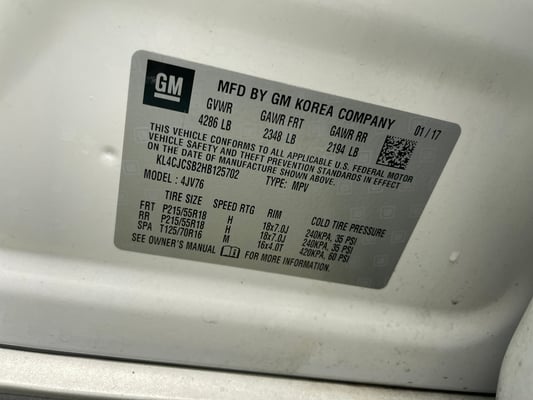 GM
MFD BY GM KOREA COMPANY
GVWR GAWR FRT GAWR RR 01/17
4286 LB 2348 LB 2194 LB
THIS VEHICLE CONFORMS TO ALL APPLICABLE U.S. FEDERAL MOTOR
VEHICLE SAFETY AND THEFT PREVENTION STANDARDS IN EFFECT ON
THE DATE OF MANUFACTURE SHOWN ABOVE.
KL4CJCSB2HB125702 TYPE: MPV
MODEL: 4JV76
TIRE SIZE SPEED RTG RIM COLD TIRE PRESSURE
FRT P215/55R18 H 18x7.0J 240KPA, 35 PSI
RR P215/55R18 H 18x7.0J 240KPA, 35 PSI
SPA T125/70R16 M 16x4.0T 420KPA, 60 PSI
SEE OWNER'S MANUAL FOR MORE INFORMATION.